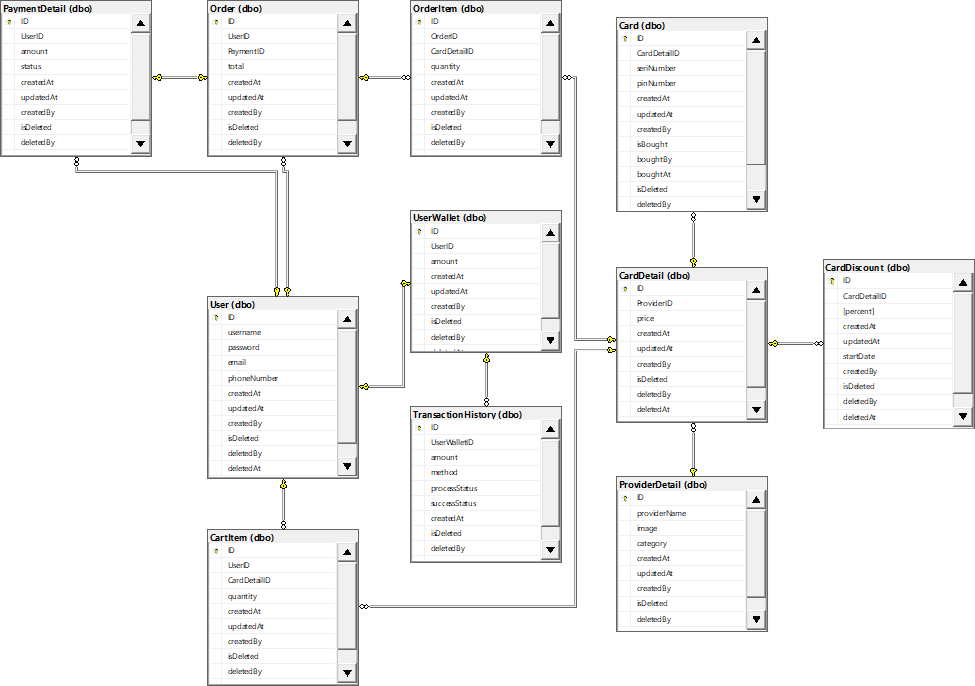 PaymentDetail (dbo)
ID
UserID
amount
status
createdAt
updatedAt
createdBy
isDeleted
deletedBy
Order (dbo)
ID
UserID
PaymentID
total
createdAt
updatedAt
createdBy
isDeleted
deletedBy
OrderItem (dbo)
ID
OrderID
CardDetailID
quantity
createdAt
updatedAt
createdBy
isDeleted
deletedBy
Card (dbo)
ID
CardDetailID
seriNumber
pinNumber
createdAt
updatedAt
createdBy
isBought
boughtBy
boughtAt
isDeleted
deletedBy
UserWallet (dbo)
ID
UserID
amount
createdAt
updatedAt
createdBy
isDeleted
deletedBy
CardDetail (dbo)
ID
ProviderID
price
createdAt
updatedAt
createdBy
isDeleted
deletedBy
deletedAt
CardDiscount (dbo)
ID
CardDetailID
[percent]
createdAt
updatedAt
startDate
createdBy
isDeleted
deletedBy
deletedAt
User (dbo)
ID
username
password
email
phoneNumber
createdAt
updatedAt
createdBy
isDeleted
deletedBy
deletedAt
TransactionHistory (dbo)
ID
UserWalletID
amount
method
processStatus
successStatus
createdAt
isDeleted
deletedBy
ProviderDetail (dbo)
ID
providerName
image
category
createdAt
updatedAt
createdBy
isDeleted
deletedBy
CartItem (dbo)
ID
UserID
CardDetailID
quantity
createdAt
updatedAt
createdBy
isDeleted
deletedBy